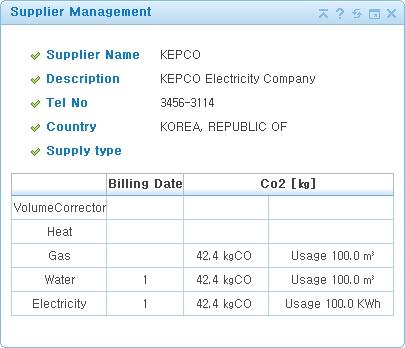 Supplier Management
Supplier Name KEPCO
Description KEPCO Electricity Company
Tel No 3456-3114
Country KOREA, REPUBLIC OF
Supply type
Billing Date Co2 [kg]
VolumeCorrector
Heat
Gas 42.4 kgCO Usage 100.0 m³
Water 1 42.4 kgCO Usage 100.0 m³
Electricity 1 42.4 kgCO Usage 100.0 KWh